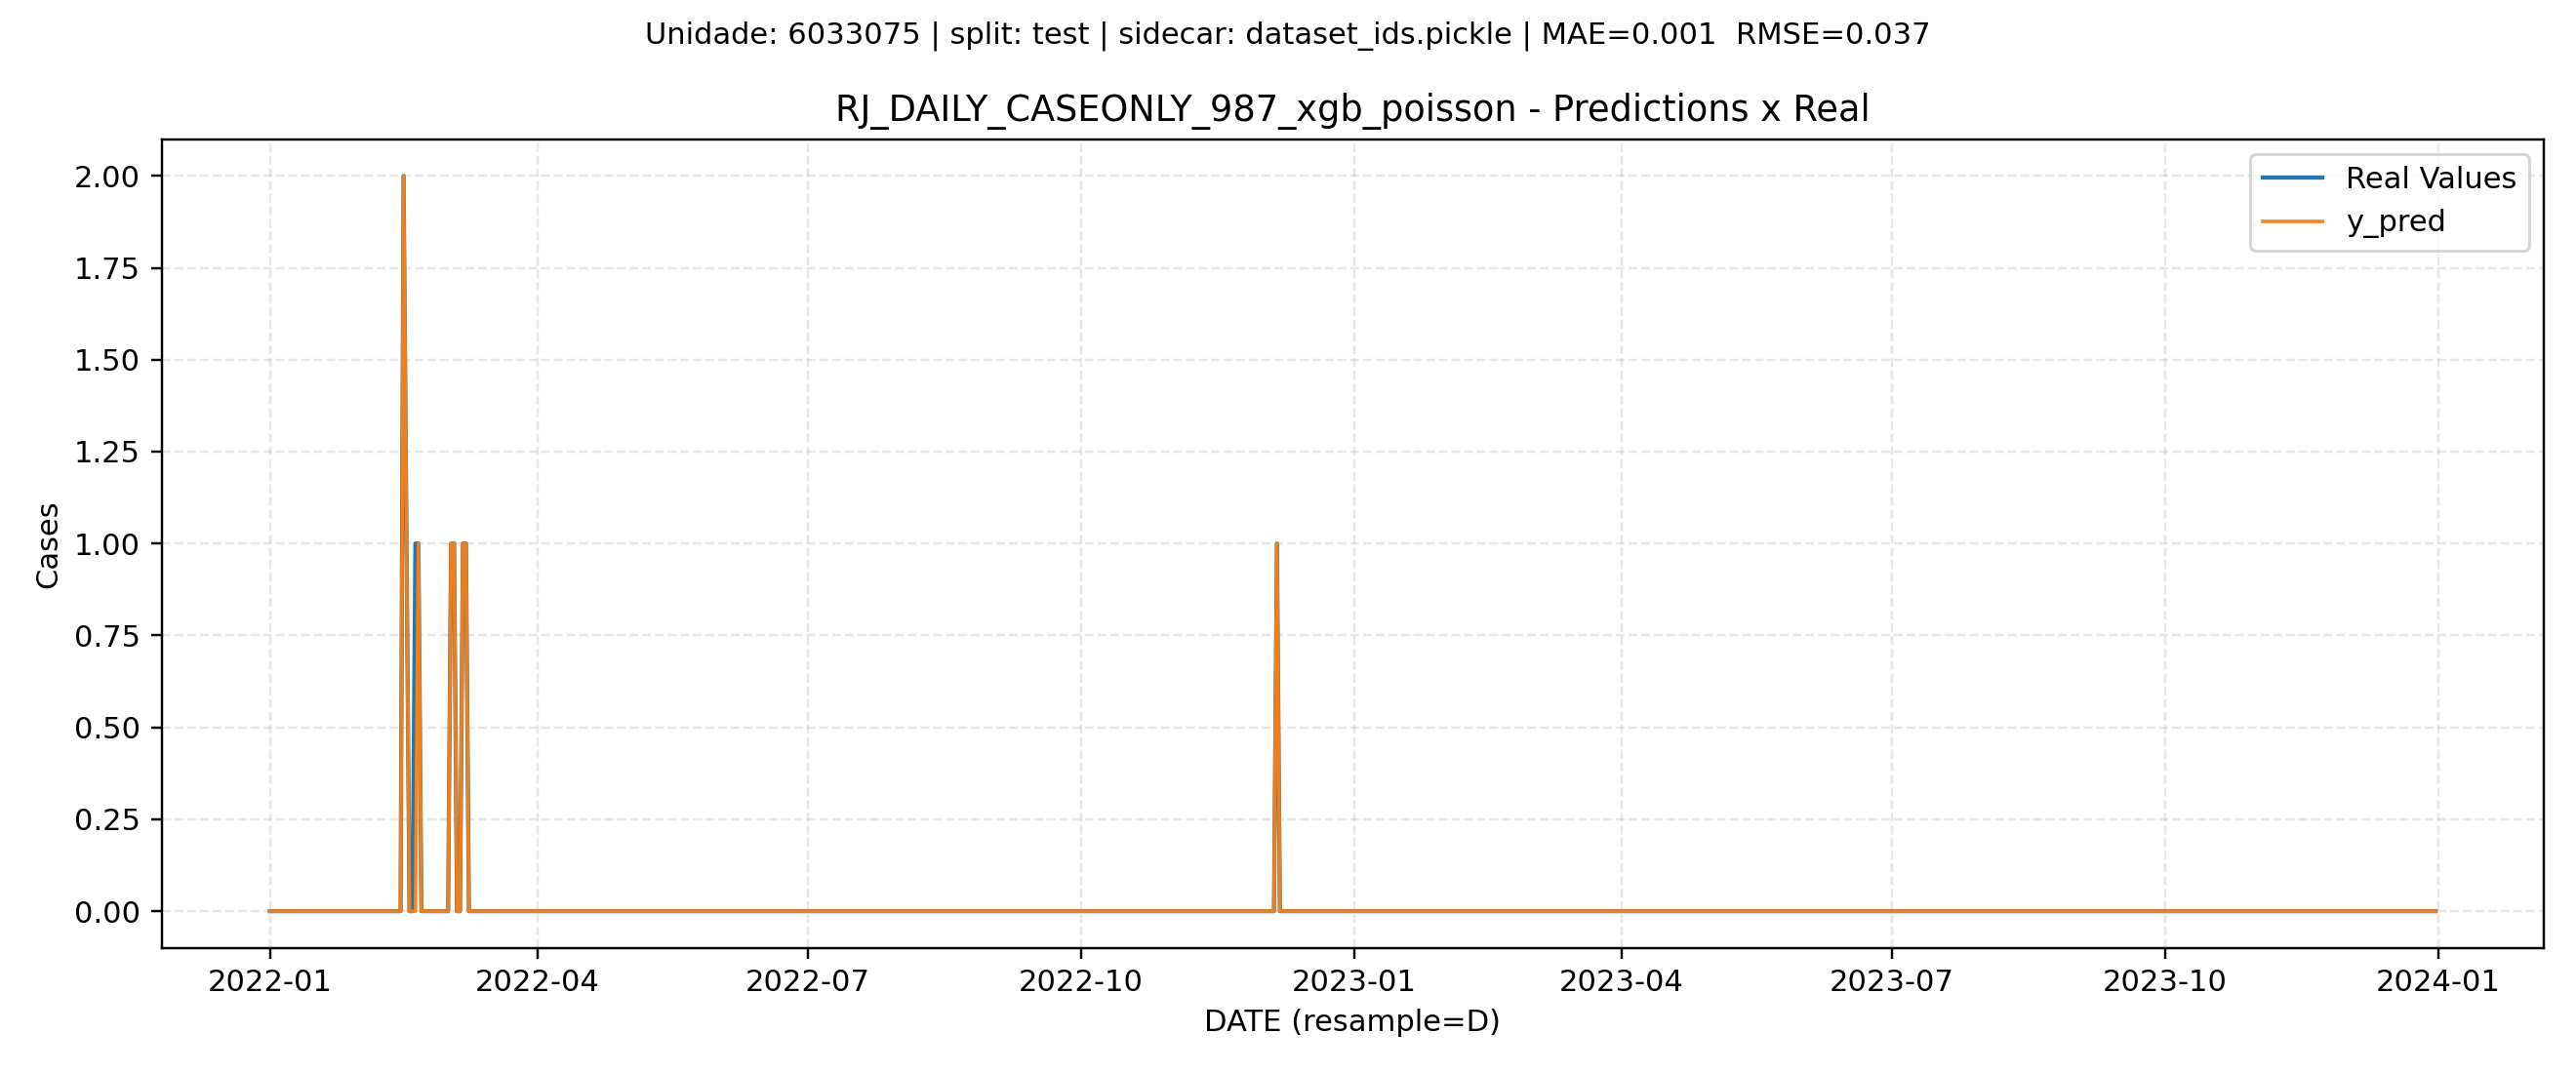 Unidade: 6033075 | split: test | sidecar: dataset_ids.pickle | MAE=0.001  RMSE=0.037
RJ_DAILY_CASEONLY_987_xgb_poisson - Predictions x Real
Real Values
y_pred
2.00
1.75
1.50
1.25
1.00
0.75
0.50
0.25
0.00
Cases
2022-01 2022-04 2022-07 2022-10 2023-01 2023-04 2023-07 2023-10 2024-01
DATE (resample=D)